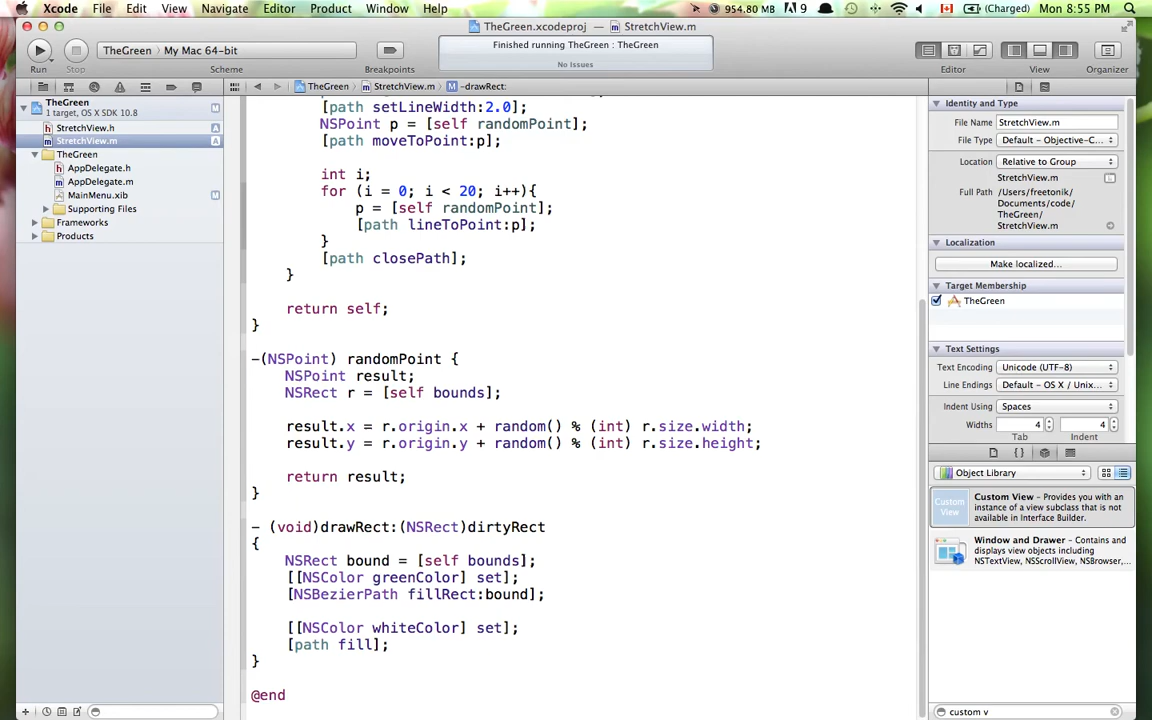 Xcode File Edit View Navigate Editor Product Window Help 954.80 MB 9 (Charged) Mon 8:55 PM
TheGreen.xcodeproj — StretchView.m
TheGreen My Mac 64-bit
Finished running TheGreen : TheGreen
No Issues
Run Stop Scheme Breakpoints Editor View Organizer
TheGreen StretchView.m M -drawRect:
TheGreen M
1 target, OS X SDK 10.8
h StretchView.h A
m StretchView.m A
TheGreen
h AppDelegate.h
m AppDelegate.m
MainMenu.xib M
Supporting Files
Frameworks
Products
[path setLineWidth:2.0];
NSPoint p = [self randomPoint];
[path moveToPoint:p];
int i;
for (i = 0; i < 20; i++){
p = [self randomPoint];
[path lineToPoint:p];
}
[path closePath];
}
return self;
}
-(NSPoint) randomPoint {
NSPoint result;
NSRect r = [self bounds];
result.x = r.origin.x + random() % (int) r.size.width;
result.y = r.origin.y + random() % (int) r.size.height;
return result;
}
- (void)drawRect:(NSRect)dirtyRect
{
NSRect bound = [self bounds];
[[NSColor greenColor] set];
[NSBezierPath fillRect:bound];
[[NSColor whiteColor] set];
[path fill];
}
@end
Identity and Type
File Name StretchView.m
File Type Default - Objective-C...
Location Relative to Group
StretchView.m
Full Path /Users/freetonik/
Documents/code/
TheGreen/
StretchView.m
Localization
Make localized...
Target Membership
TheGreen
Text Settings
Text Encoding Unicode (UTF-8)
Line Endings Default - OS X / Unix...
Indent Using Spaces
Widths 4 4
Tab Indent
{ }
Object Library
Custom View
Custom View - Provides you with an instance of a view subclass that is not available in Interface Builder.
Window and Drawer - Contains and displays view objects including NSTextView, NSScrollView, NSBrowser,...
custom v